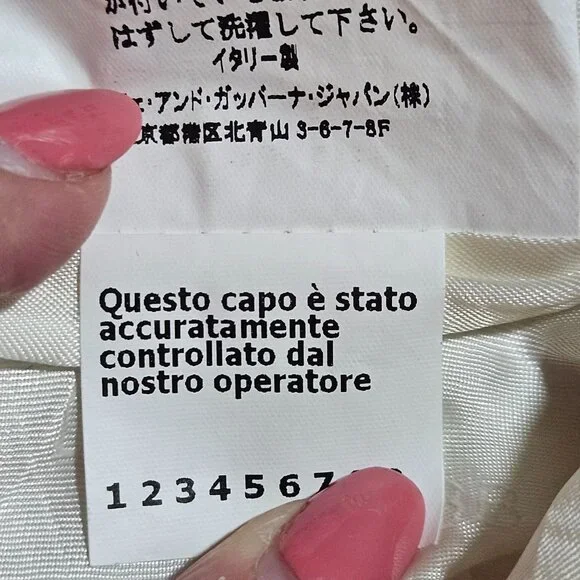 はずして洗濯して下さい。
イタリー製
・アンド・ガッバーナ・ジャパン(株)
京都港区北青山 3-6-7-8F
Questo capo è stato
accuratamente
controllato dal
nostro operatore
1 2 3 4 5 6 7